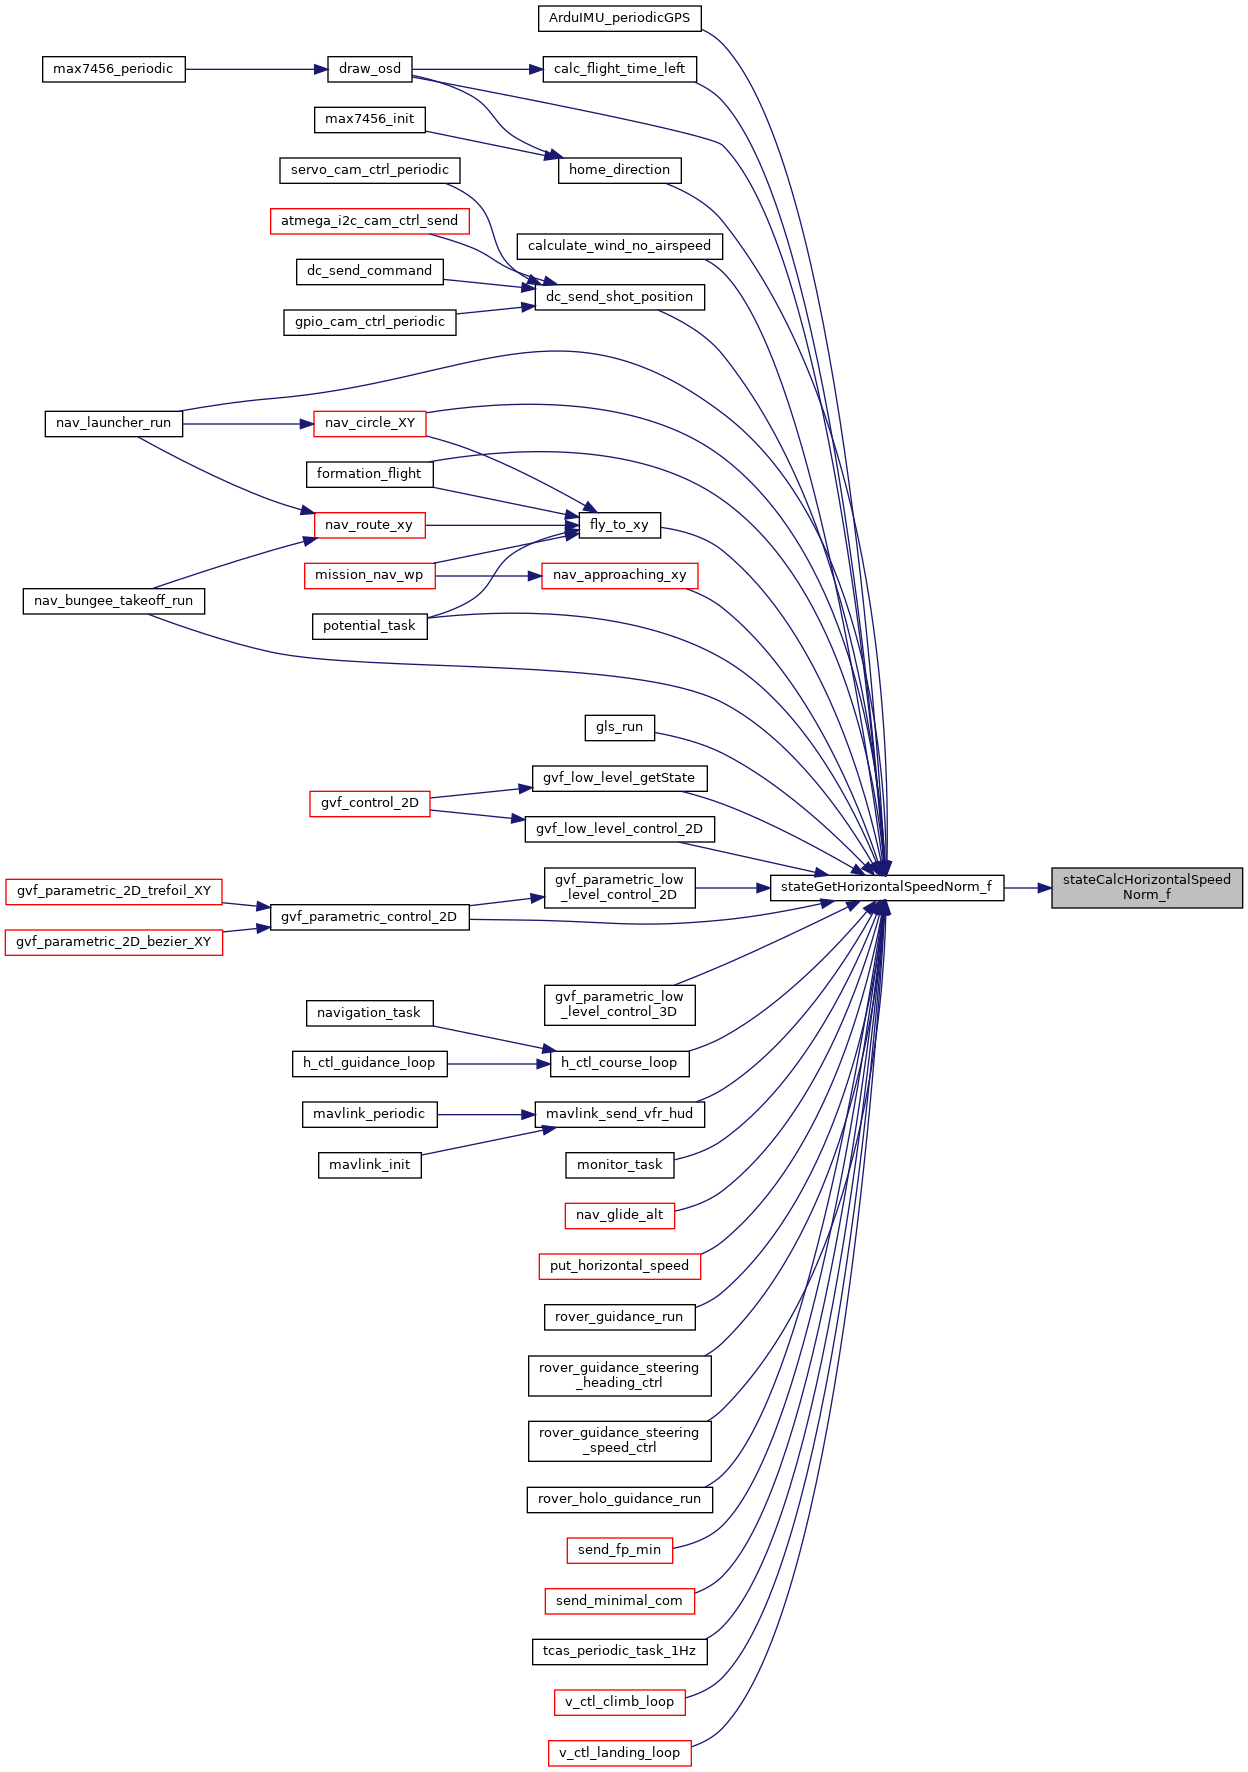 ArduIMU_periodicGPS
max7456_periodic
draw_osd
calc_flight_time_left
max7456_init
servo_cam_ctrl_periodic
home_direction
atmega_i2c_cam_ctrl_send
calculate_wind_no_airspeed
dc_send_command
dc_send_shot_position
gpio_cam_ctrl_periodic
nav_launcher_run
nav_circle_XY
formation_flight
nav_route_xy
fly_to_xy
mission_nav_wp
nav_approaching_xy
nav_bungee_takeoff_run
potential_task
gls_run
gvf_low_level_getState
gvf_control_2D
gvf_low_level_control_2D
gvf_parametric_low
_level_control_2D
stateGetHorizontalSpeedNorm_f
stateCalcHorizontalSpeed
Norm_f
gvf_parametric_2D_trefoil_XY
gvf_parametric_control_2D
gvf_parametric_2D_bezier_XY
gvf_parametric_low
_level_control_3D
navigation_task
h_ctl_guidance_loop
h_ctl_course_loop
mavlink_periodic
mavlink_send_vfr_hud
mavlink_init
monitor_task
nav_glide_alt
put_horizontal_speed
rover_guidance_run
rover_guidance_steering
_heading_ctrl
rover_guidance_steering
_speed_ctrl
rover_holo_guidance_run
send_fp_min
send_minimal_com
tcas_periodic_task_1Hz
v_ctl_climb_loop
v_ctl_landing_loop